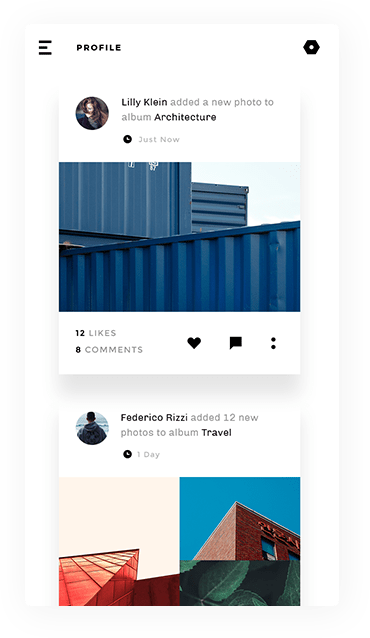 PROFILE
Lilly Klein added a new photo to
album Architecture
Just Now
12 LIKES
8 COMMENTS
Federico Rizzi added 12 new
photos to album Travel
1 Day